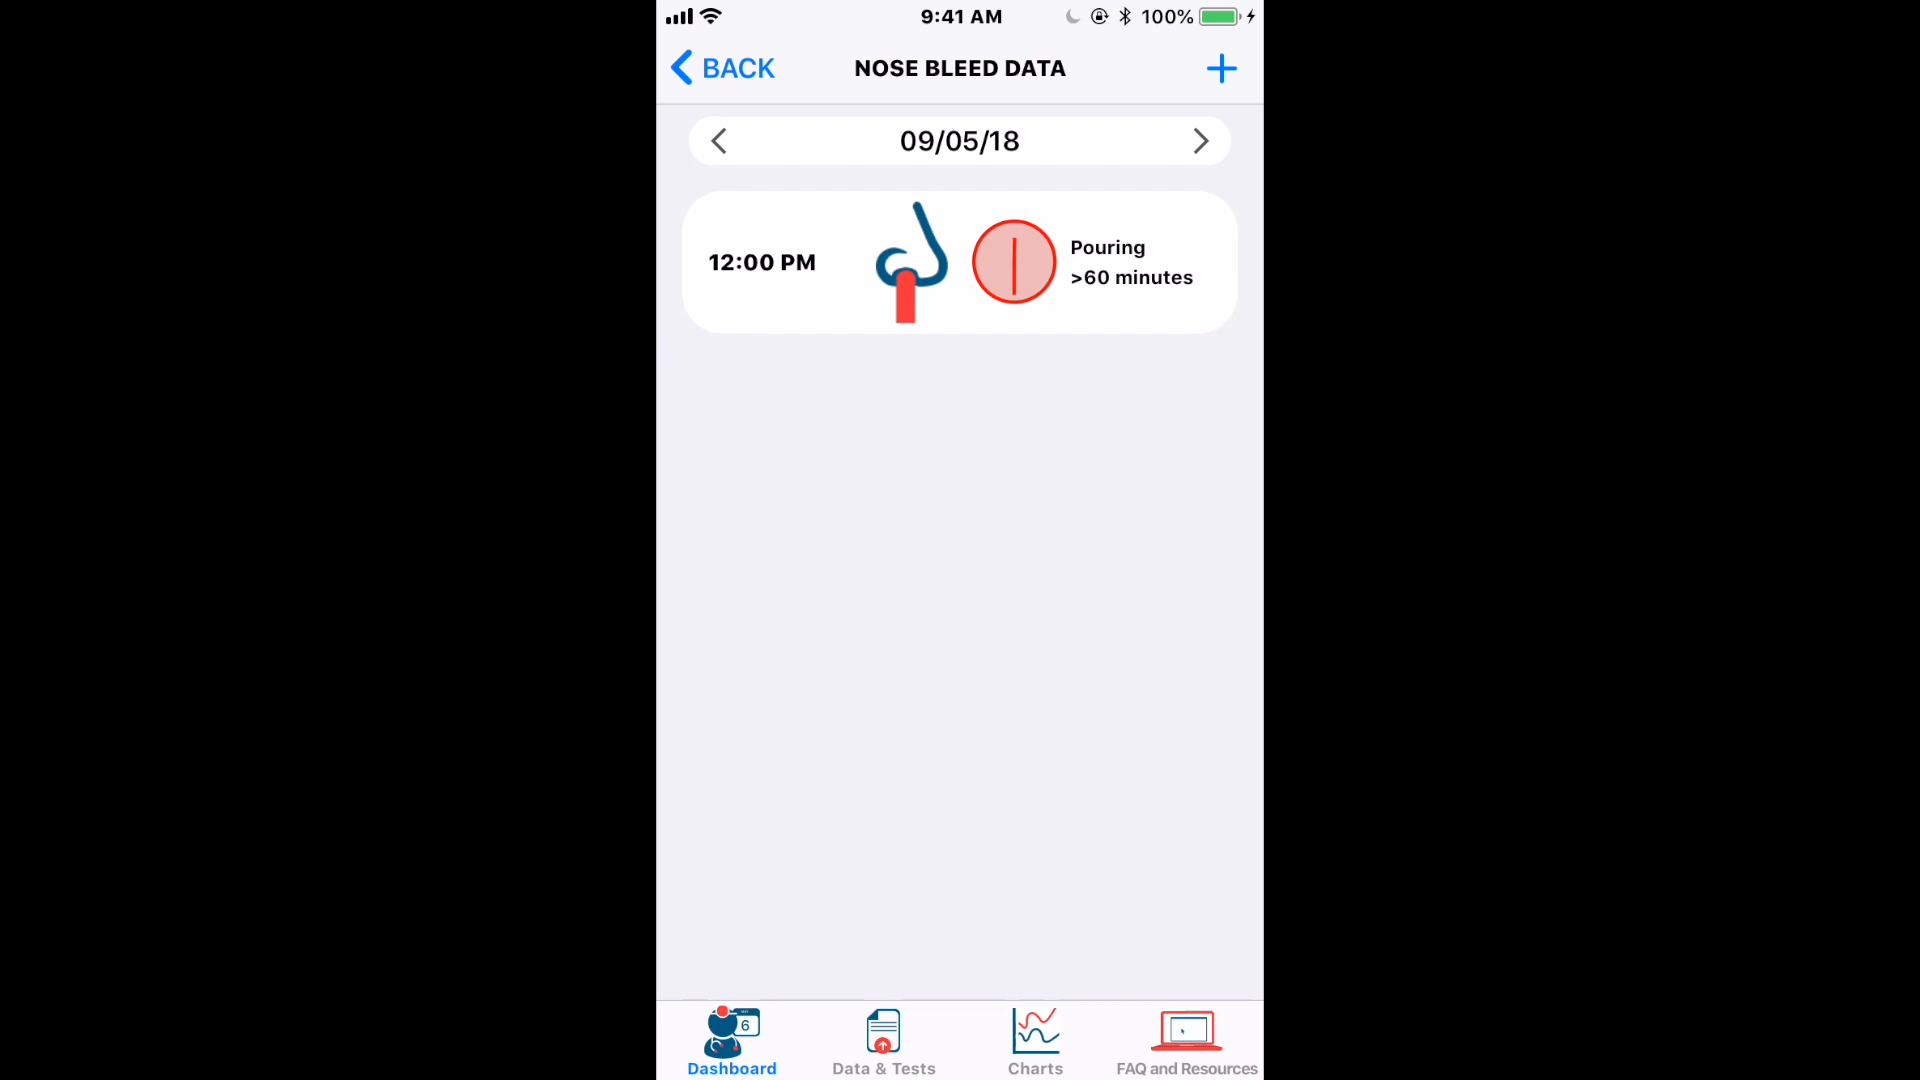 9:41 AM 100%
BACK NOSE BLEED DATA
09/05/18
12:00 PM
Pouring
>60 minutes
6
Dashboard Data & Tests Charts FAQ and Resources